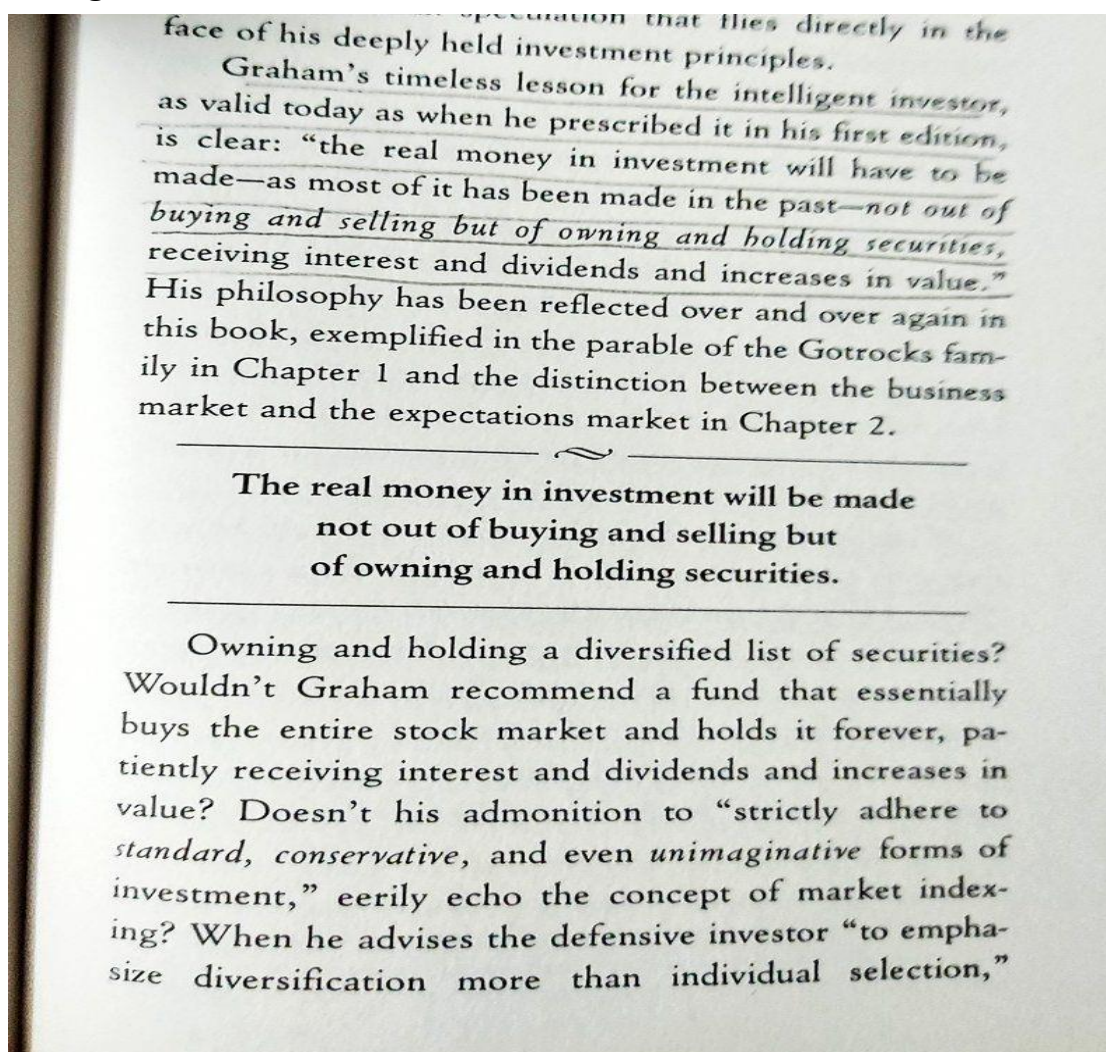 speculation that flies directly in the
face of his deeply held investment principles.
Graham's timeless lesson for the intelligent investor,
as valid today as when he prescribed it in his first edition,
is clear: “the real money in investment will have to be
made—as most of it has been made in the past—not out of
buying and selling but of owning and holding securities,
receiving interest and dividends and increases in value.”
His philosophy has been reflected over and over again in
this book, exemplified in the parable of the Gotrocks fam-
ily in Chapter 1 and the distinction between the business
market and the expectations market in Chapter 2.
The real money in investment will be made
not out of buying and selling but
of owning and holding securities.
Owning and holding a diversified list of securities?
Wouldn't Graham recommend a fund that essentially
buys the entire stock market and holds it forever, pa-
tiently receiving interest and dividends and increases in
value? Doesn't his admonition to “strictly adhere to
standard, conservative, and even unimaginative forms of
investment,” eerily echo the concept of market index-
ing? When he advises the defensive investor “to empha-
size diversification more than individual selection,”